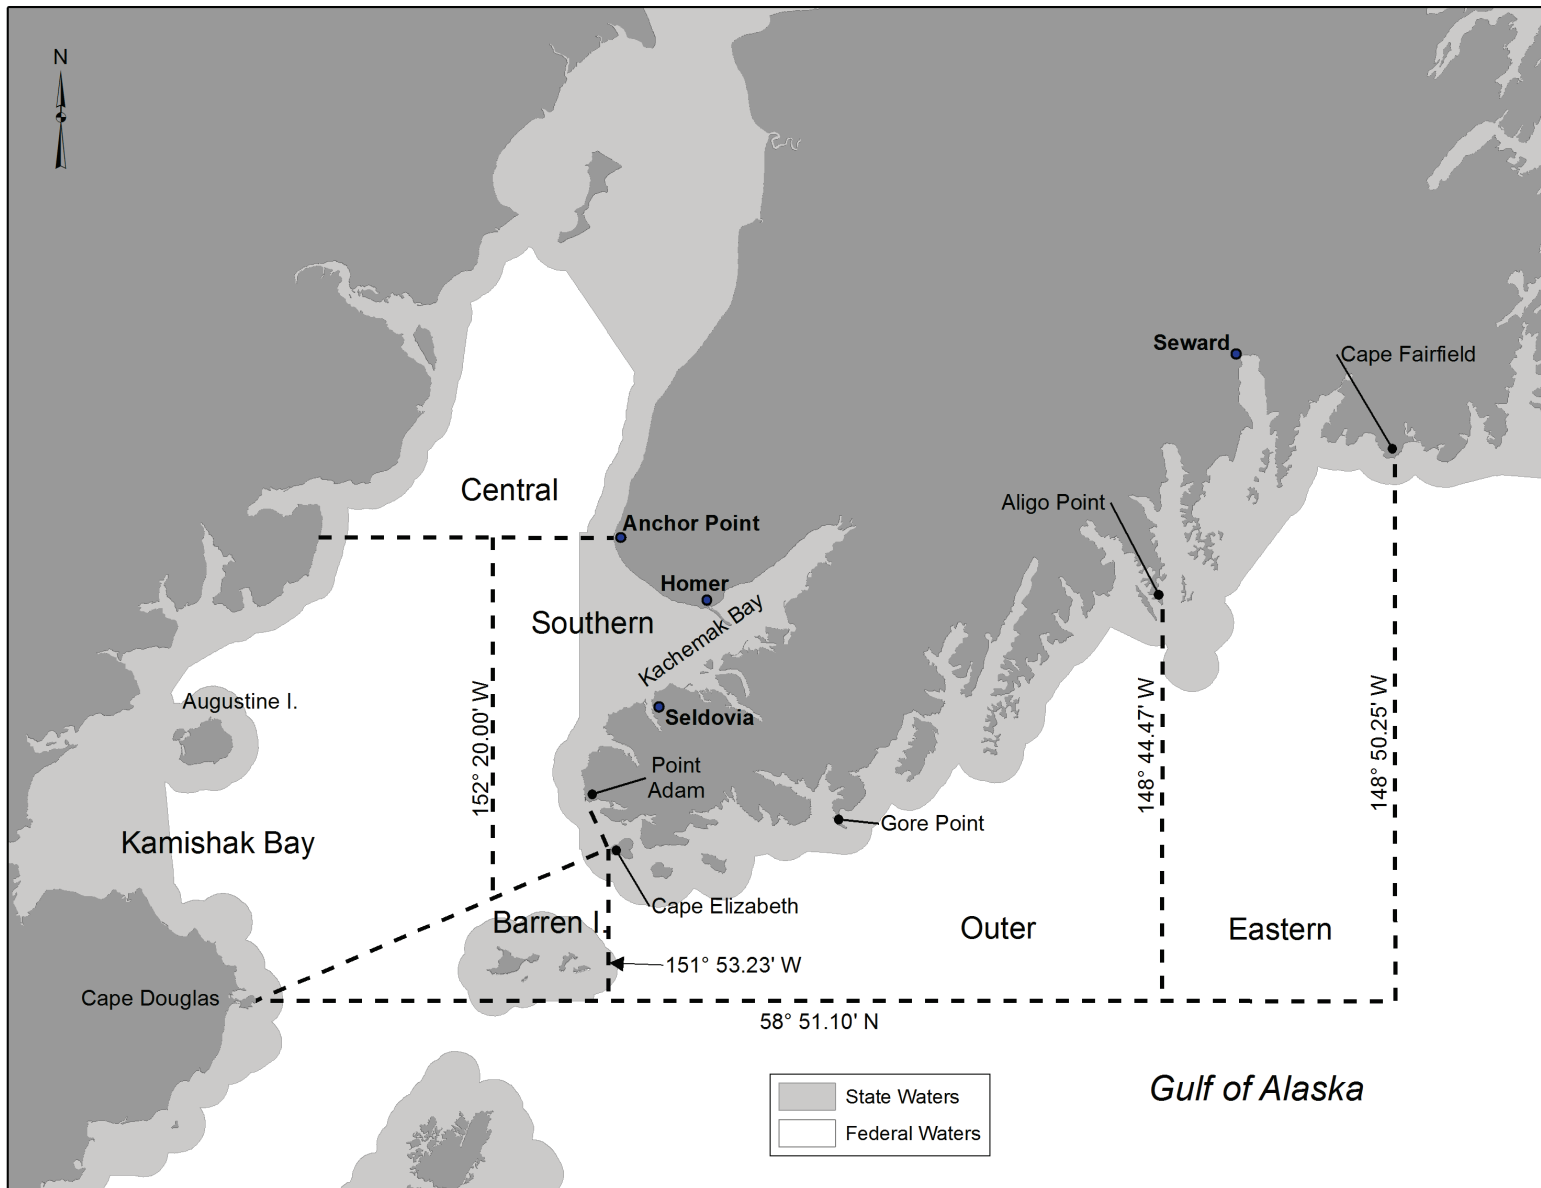 N
Seward
Cape Fairfield
Central
Aligo Point
Anchor Point
Homer
Southern
Kachemak Bay
Augustine I.
152° 20.00' W
Seldovia
148° 44.47' W
148° 50.25' W
Point
Adam
Gore Point
Kamishak Bay
Cape Elizabeth
Barren I.
Outer
Eastern
151° 53.23' W
Cape Douglas
58° 51.10' N
Gulf of Alaska
State Waters
Federal Waters